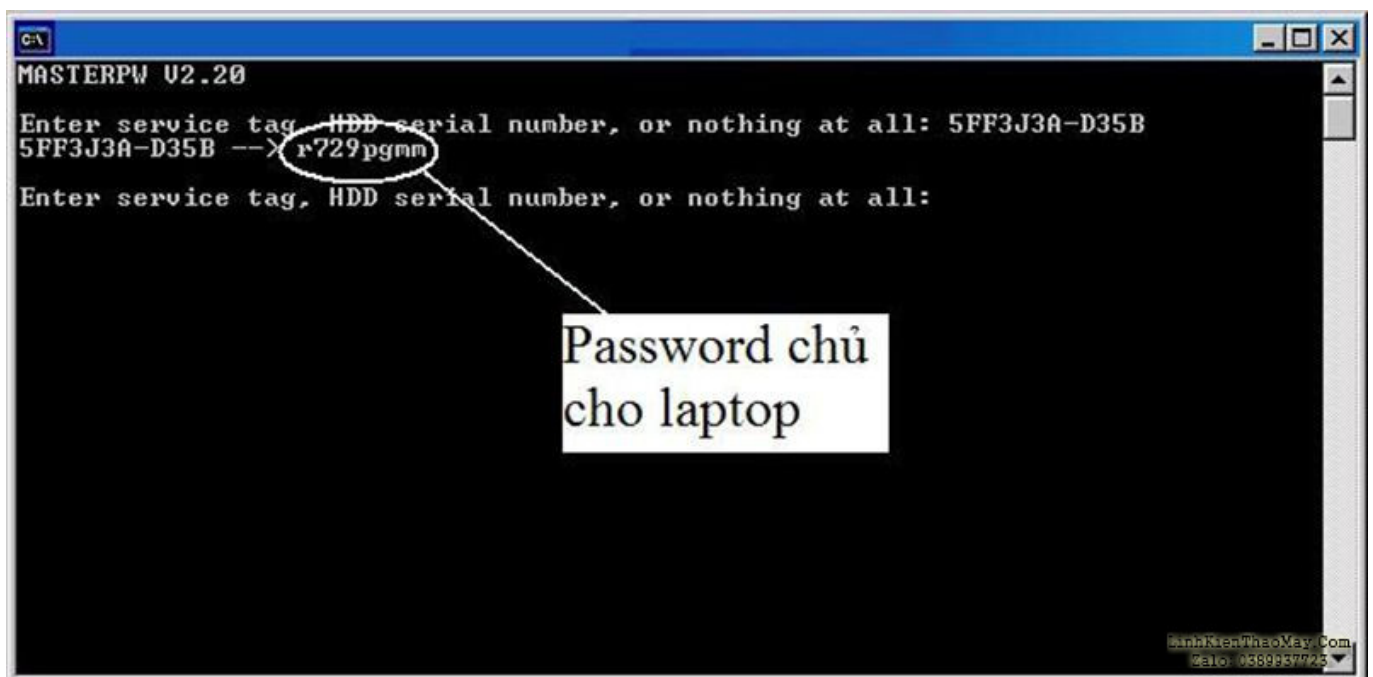 C:\
MASTERPW V2.20
Enter service tag, HDD serial number, or nothing at all: 5FF3J3A-D35B
5FF3J3A-D35B --> r729pgmm
Enter service tag, HDD serial number, or nothing at all:
Password chủ
cho laptop
LinhKienThaoMay.Com
Zalo: 0389937723